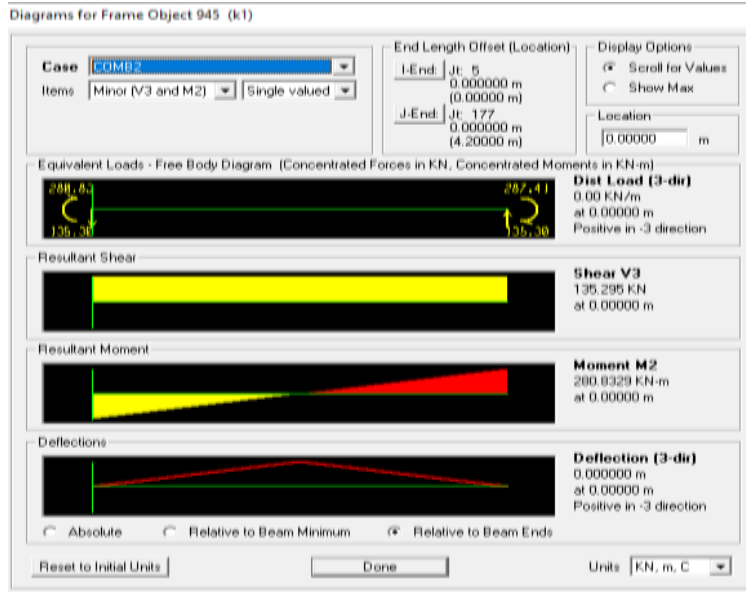 Diagrams for Frame Object 945 (k1)
Case COMB2
Items Minor (V3 and M2) Single valued
End Length Offset (Location)
I-End: Jt: 5
0.000000 m
(0.00000 m)
J-End: Jt: 177
0.000000 m
(4.20000 m)
Display Options
Scroll for Values
Show Max
Location
0.00000 m
Equivalent Loads - Free Body Diagram (Concentrated Forces in KN, Concentrated Moments in KN-m)
280.83 287.41
135.30 135.30
Dist Load (3-dir)
0.00 KN/m
at 0.00000 m
Positive in -3 direction
Resultant Shear
Shear V3
135.295 KN
at 0.00000 m
Resultant Moment
Moment M2
280.8329 KN-m
at 0.00000 m
Deflections
Deflection (3-dir)
0.000000 m
at 0.00000 m
Positive in -3 direction
Absolute Relative to Beam Minimum Relative to Beam Ends
Reset to Initial Units Done Units KN, m, C